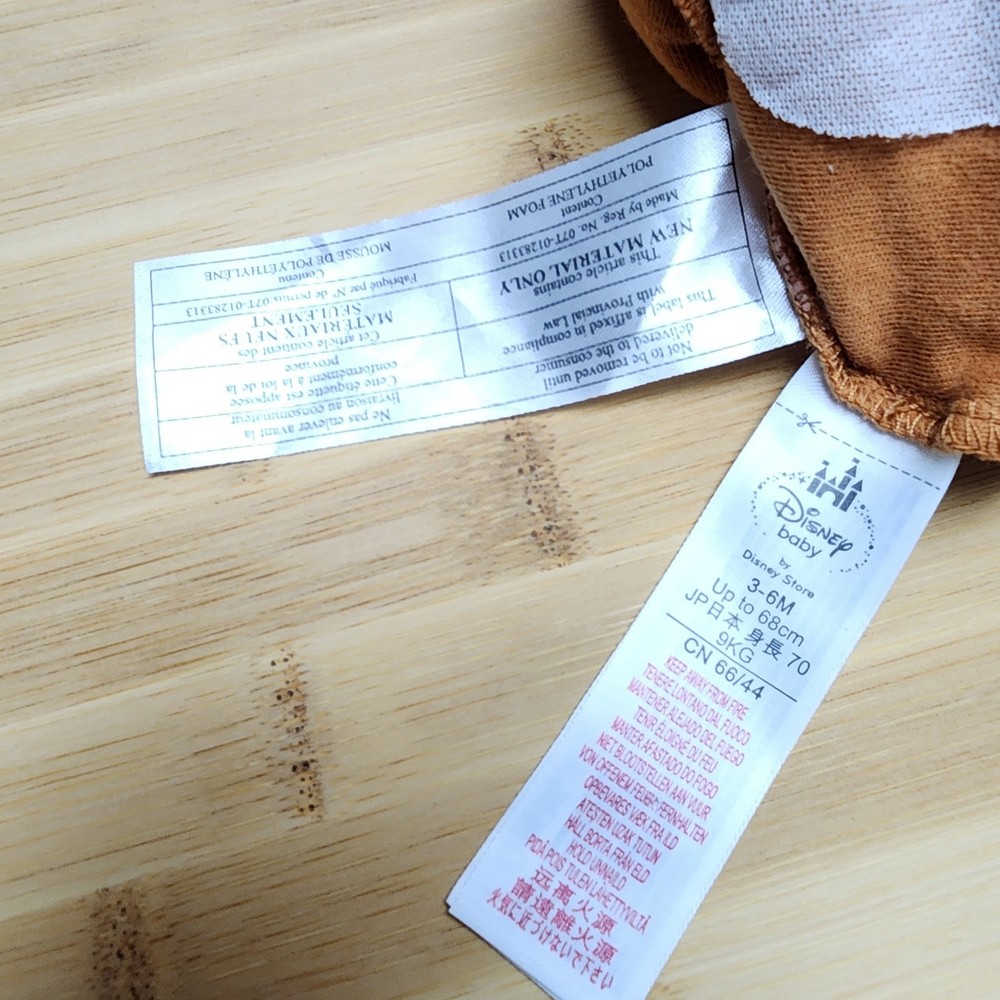 Not to be removed until
delivered to the consumer
This label is affixed in compliance
with Provincial Law
This article contains
NEW MATERIAL ONLY
Made by Reg. No. 07T-01283313
Content
POLYETHYLENE FOAM
Ne pas enlever avant la
livraison au consommateur
Cette étiquette est apposée
conformément à la loi de la
province
Cet article contient des
MATERIAUX NEUFS
SEULEMENT
Fabriqué par N° de permis 07T-01283313
Contenu
MOUSSE DE POLYÉTHYLÈNE
Disney
baby
by
Disney Store
3-6M
Up to 68cm
JP日本 身長 70
9KG
CN 66/44
KEEP AWAY FROM FIRE
TENERE LONTANO DAL FUOCO
MANTENER ALEJADO DEL FUEGO
TENIR ÉLOIGNÉ DU FEU
MANTER AFASTADO DO FOGO
NIET BLOOTSTELLEN AAN VUUR
VON OFFENEM FEUER FERNHALTEN
OPBEVARES VÆK FRA ILD
ATEŞTEN UZAK TUTUN
HÅLL BORTA FRÅN ELD
HOLD UNNA ILD
PIDÄ POIS TULEN LÄHETTYVILTÄ
远离火源
請遠離火源
火気に近づけないで下さい